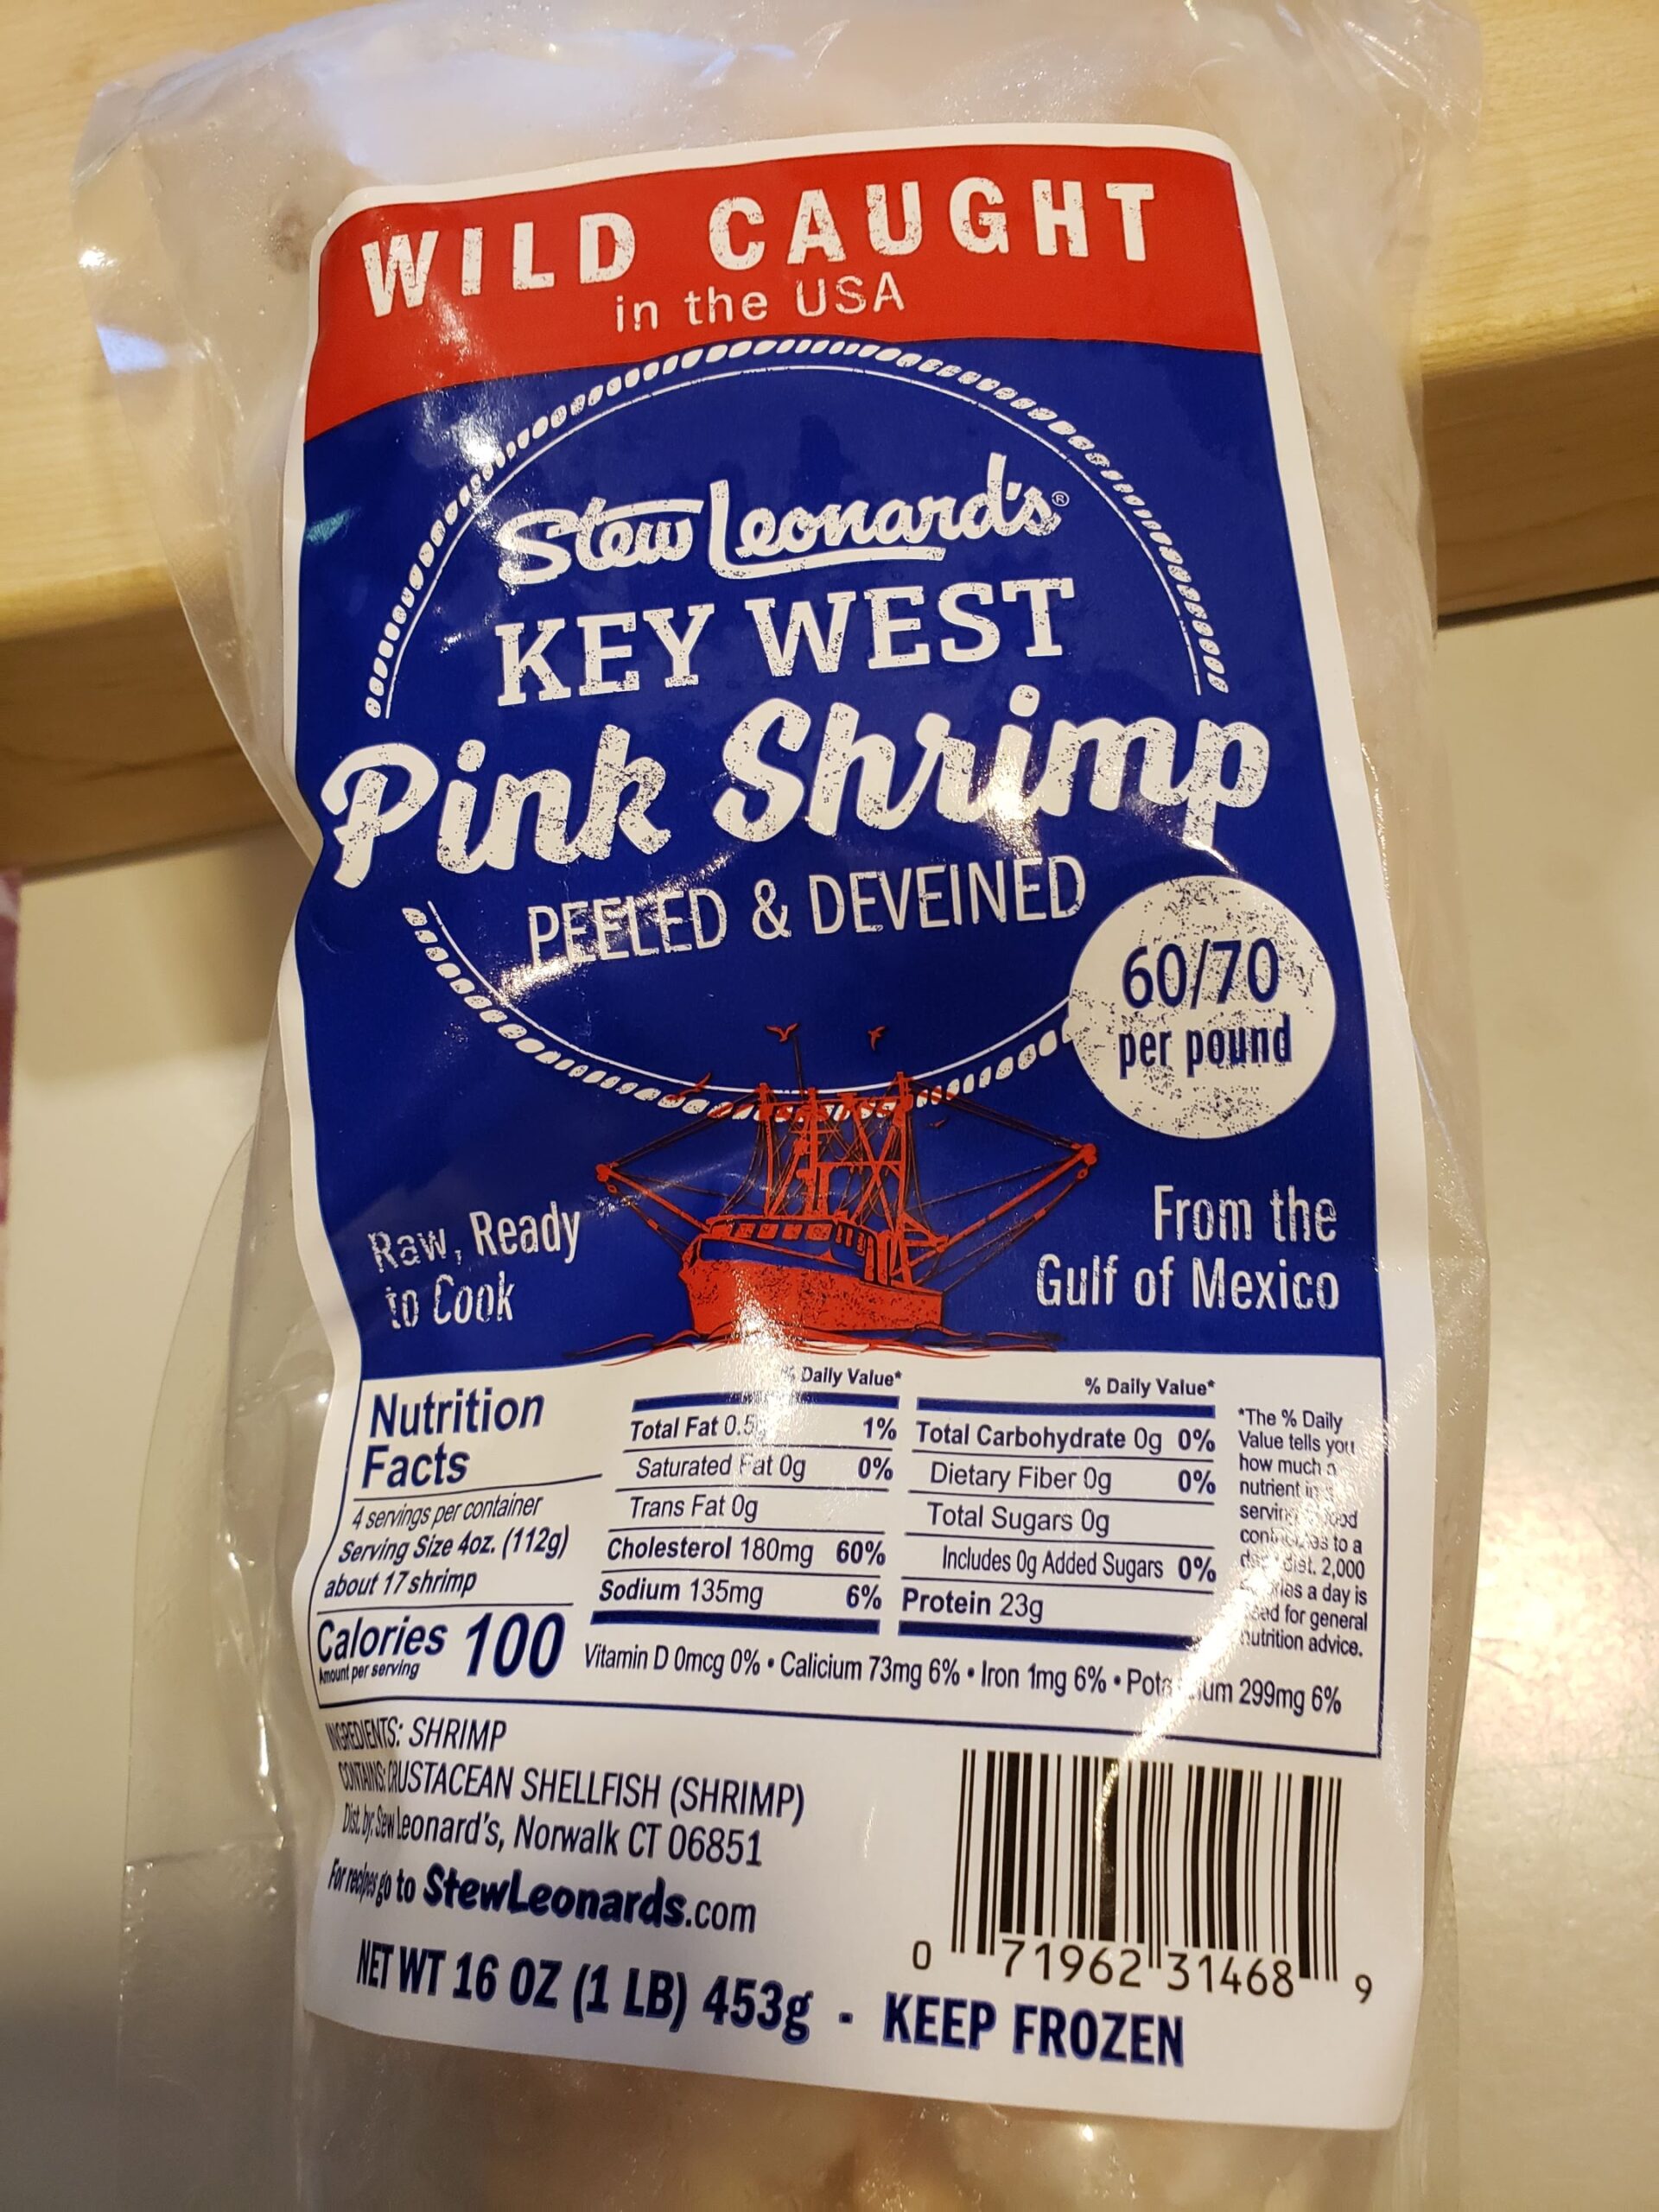 WILD CAUGHT
in the USA
Stew Leonard's®
KEY WEST
Pink Shrimp
PEELED & DEVEINED
60/70
per pound
Raw, Ready
to Cook
From the
Gulf of Mexico
Nutrition
Facts
4 servings per container
Serving Size 4oz. (112g)
about 17 shrimp
Calories 100
Amount per serving
% Daily Value*
Total Fat 0.5g 1%
Saturated Fat 0g 0%
Trans Fat 0g
Cholesterol 180mg 60%
Sodium 135mg 6%
% Daily Value*
Total Carbohydrate 0g 0%
Dietary Fiber 0g 0%
Total Sugars 0g
Includes 0g Added Sugars 0%
Protein 23g
*The % Daily
Value tells you
how much a
nutrient in
to a
diet. 2,000
a day is
for general
nutrition advice.
Vitamin D 0mcg 0% • Calicium 73mg 6% • Iron 1mg 6% • Potassium 299mg 6%
INGREDIENTS: SHRIMP
CONTAINS: CRUSTACEAN SHELLFISH (SHRIMP)
Dist. by: Stew Leonard's, Norwalk CT 06851
For recipes go to StewLeonards.com
0 71962 31468 9
NET WT 16 OZ (1 LB) 453g - KEEP FROZEN